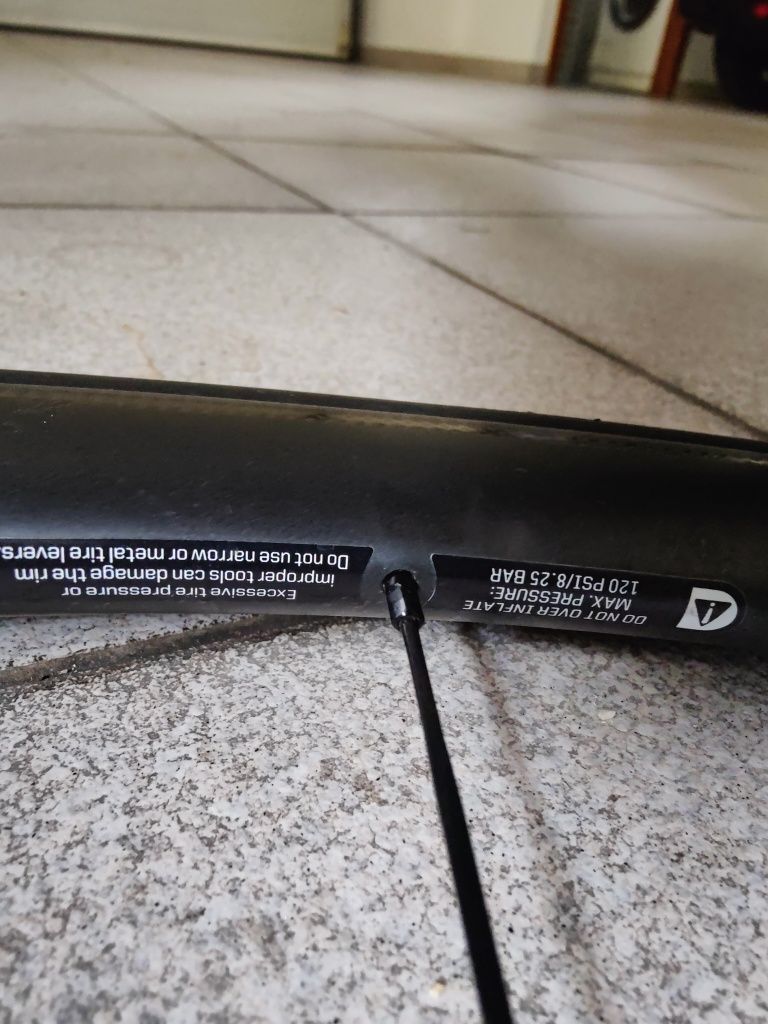 DO NOT OVER INFLATE
MAX. PRESSURE:
120 PSI/8.25 BAR
Excessive tire pressure or
improper tools can damage the rim
Do not use narrow or metal tire levers.